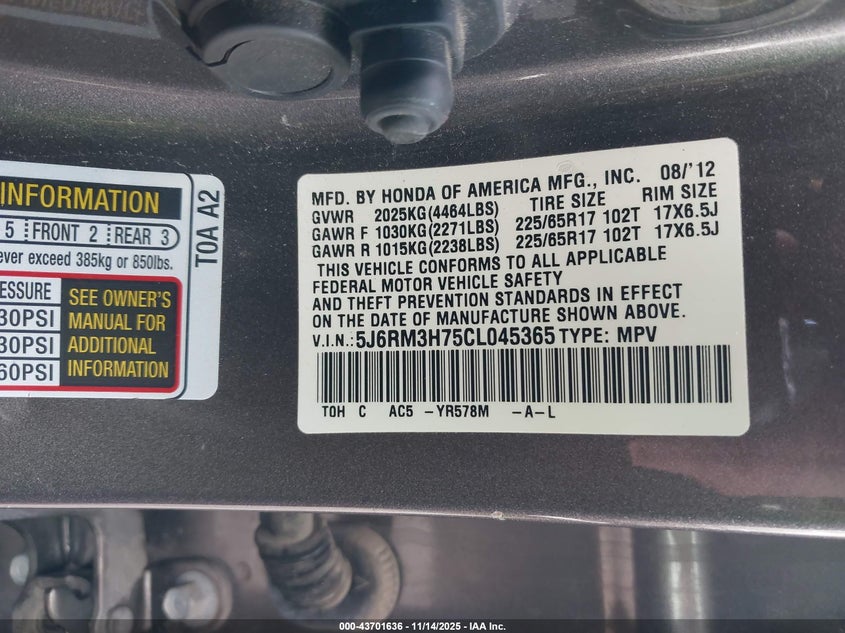 INFORMATION
5 FRONT 2 REAR 3
ever exceed 385kg or 850lbs.
ESSURE
30PSI
30PSI
60PSI
SEE OWNER'S
MANUAL FOR
ADDITIONAL
INFORMATION
T0A A2
MFD. BY HONDA OF AMERICA MFG., INC. 08/'12
GVWR 2025KG(4464LBS) TIRE SIZE RIM SIZE
GAWR F 1030KG(2271LBS) 225/65R17 102T 17X6.5J
GAWR R 1015KG(2238LBS) 225/65R17 102T 17X6.5J
THIS VEHICLE CONFORMS TO ALL APPLICABLE
FEDERAL MOTOR VEHICLE SAFETY
AND THEFT PREVENTION STANDARDS IN EFFECT
ON THE DATE OF MANUFACTURE SHOWN ABOVE.
V.I.N.:5J6RM3H75CL045365 TYPE: MPV
T0H C AC5 -YR578M -A-L
000-43701636 - 11/14/2025 - IAA Inc.